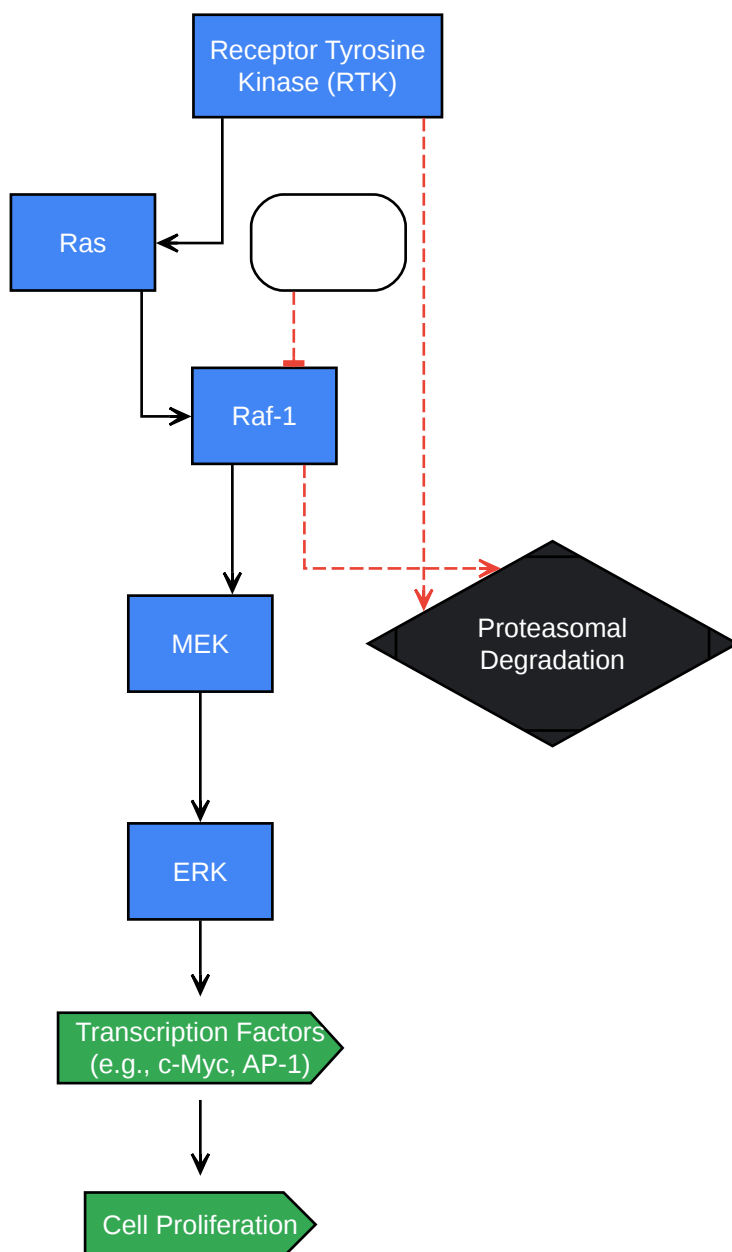 Receptor Tyrosine
Kinase (RTK)
Ras
Raf-1
MEK
Proteasomal
Degradation
ERK
Transcription Factors
(e.g., c-Myc, AP-1)
Cell Proliferation